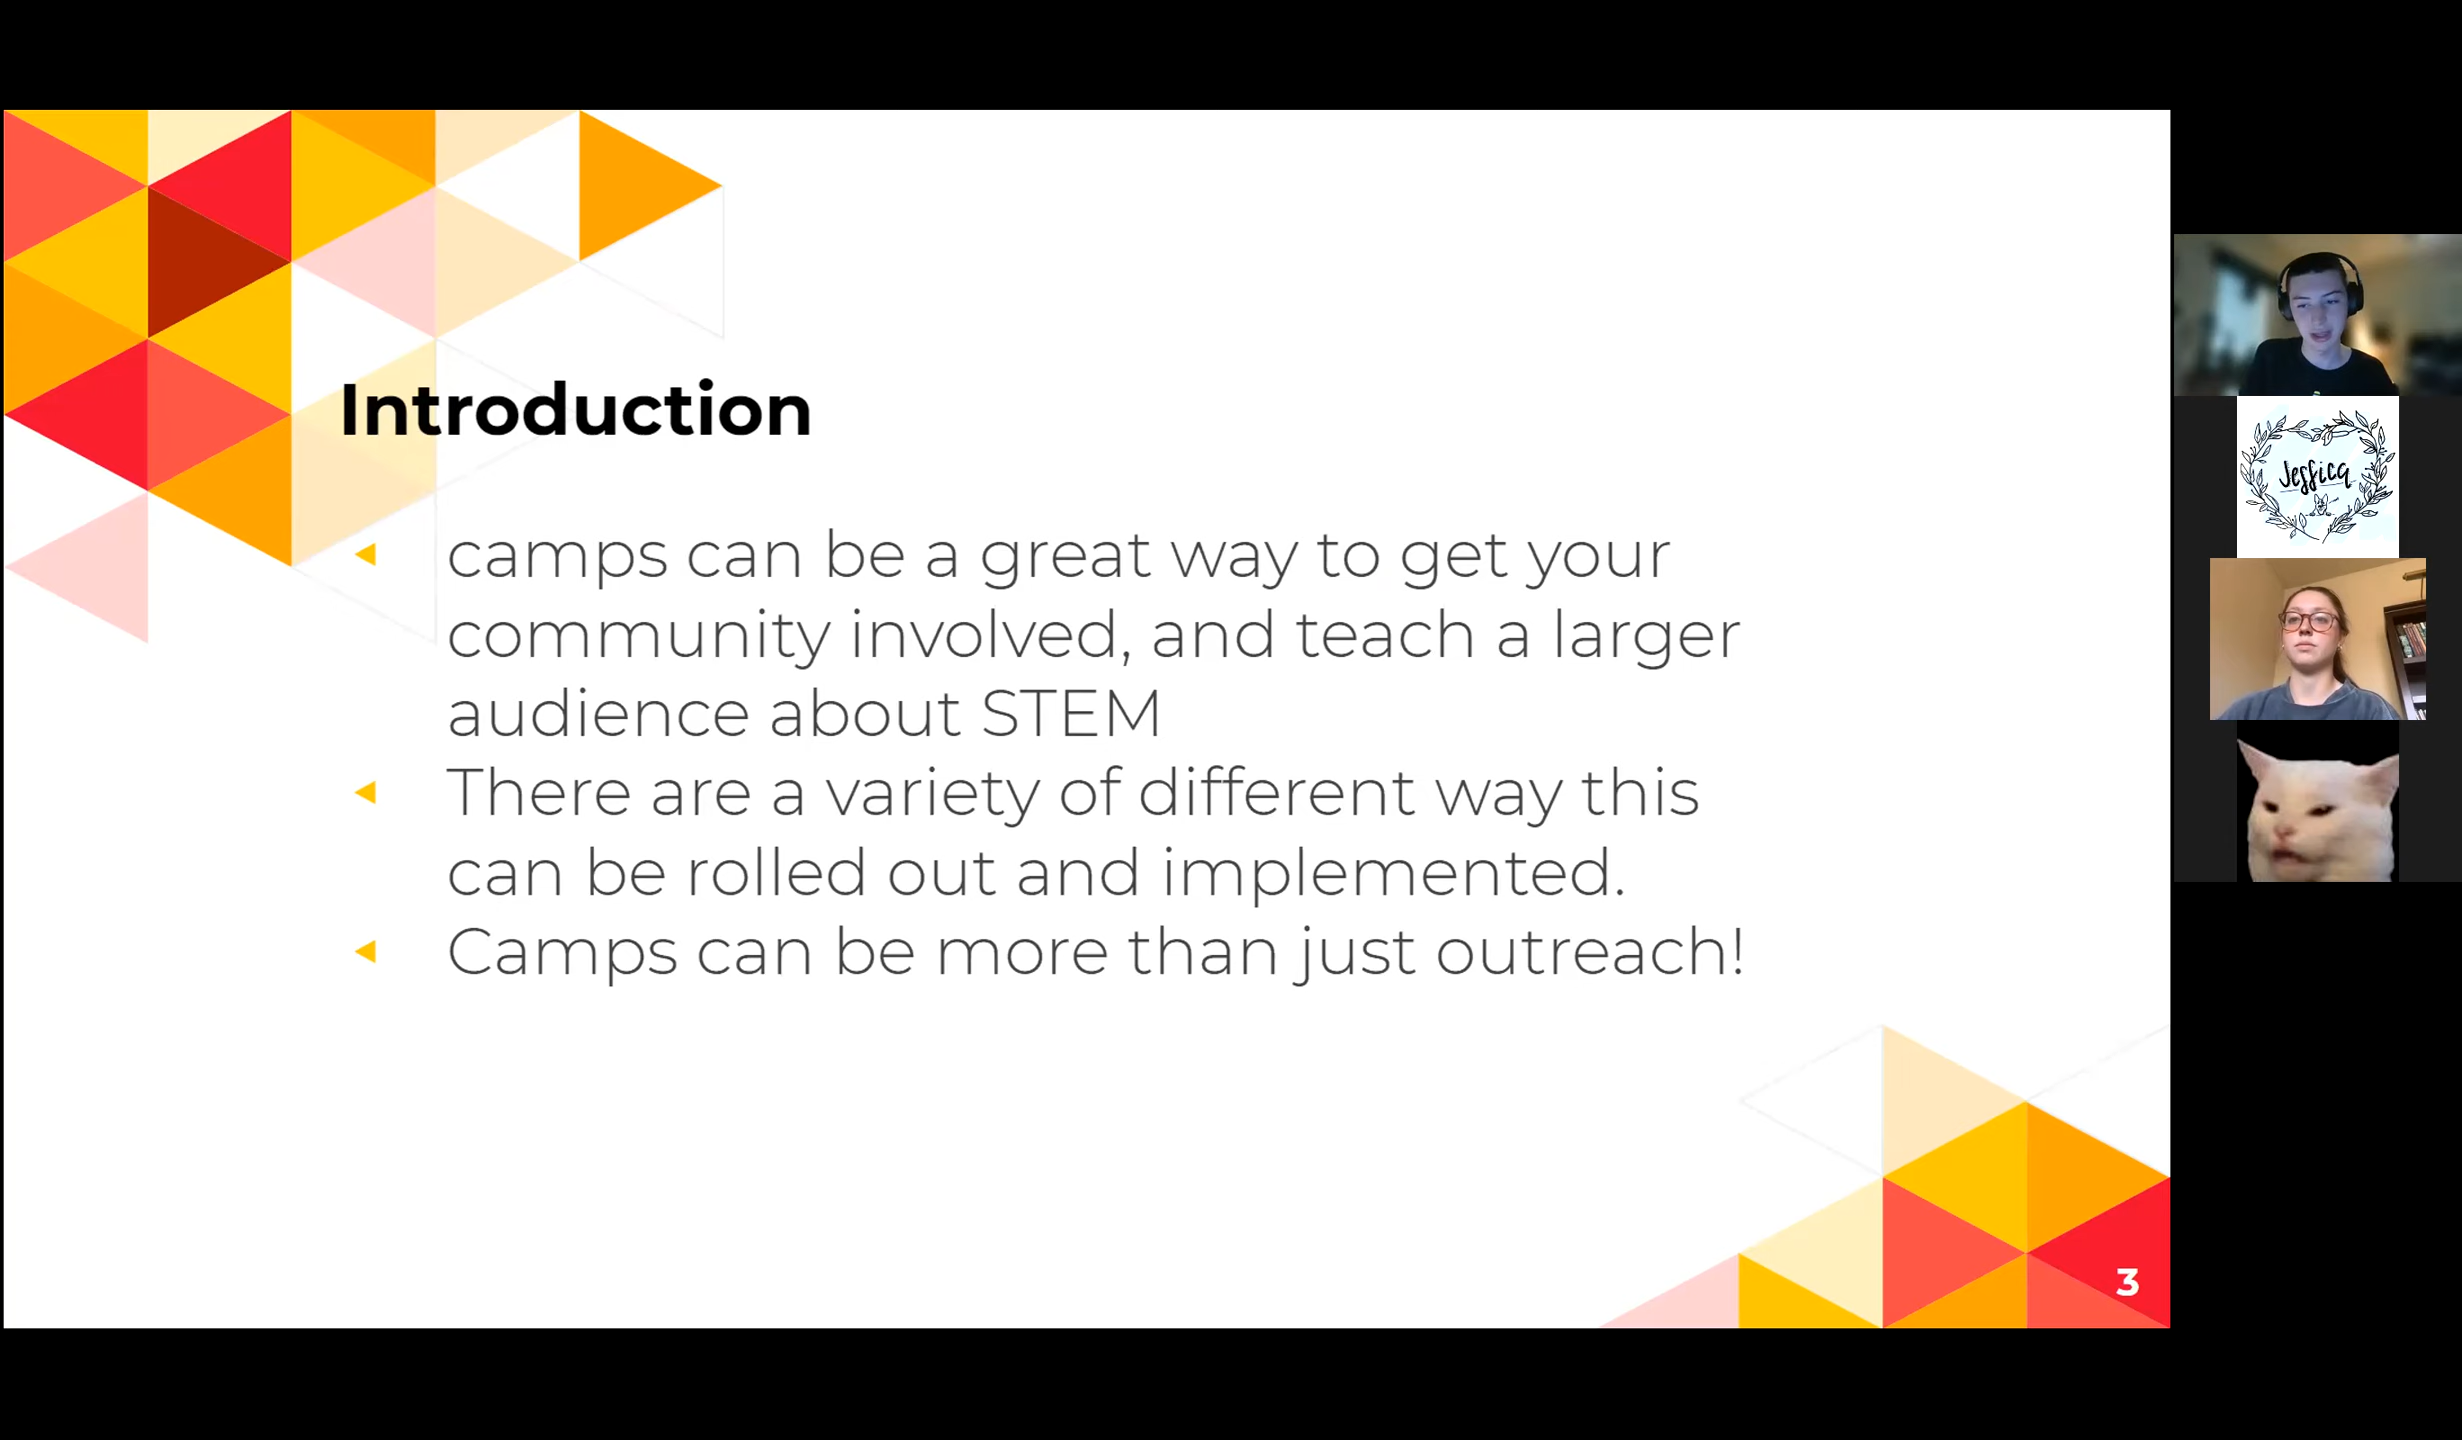 Introduction
camps can be a great way to get your
community involved, and teach a larger
audience about STEM
There are a variety of different way this
can be rolled out and implemented.
Camps can be more than just outreach!
3
Jessica